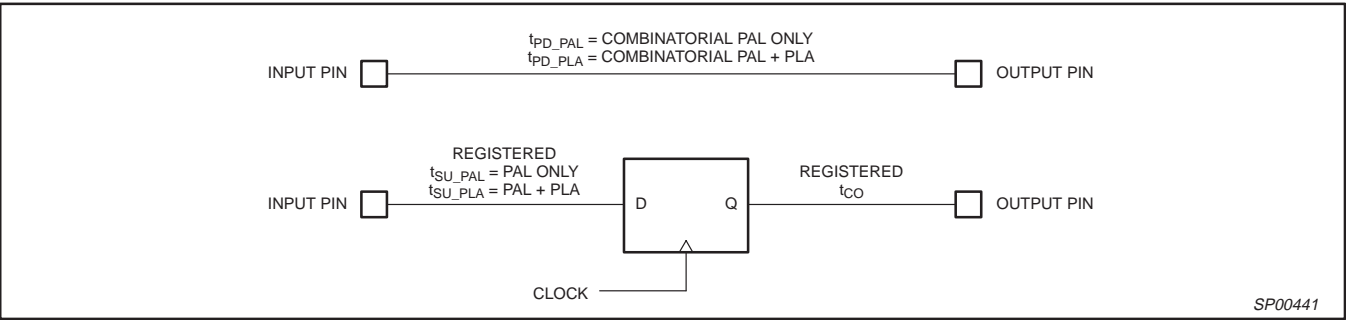 tPD_PAL = COMBINATORIAL PAL ONLY
tPD_PLA = COMBINATORIAL PAL + PLA
INPUT PIN
OUTPUT PIN
REGISTERED
tSU_PAL = PAL ONLY
tSU_PLA = PAL + PLA
REGISTERED
tCO
INPUT PIN
D
Q
OUTPUT PIN
CLOCK
SP00441